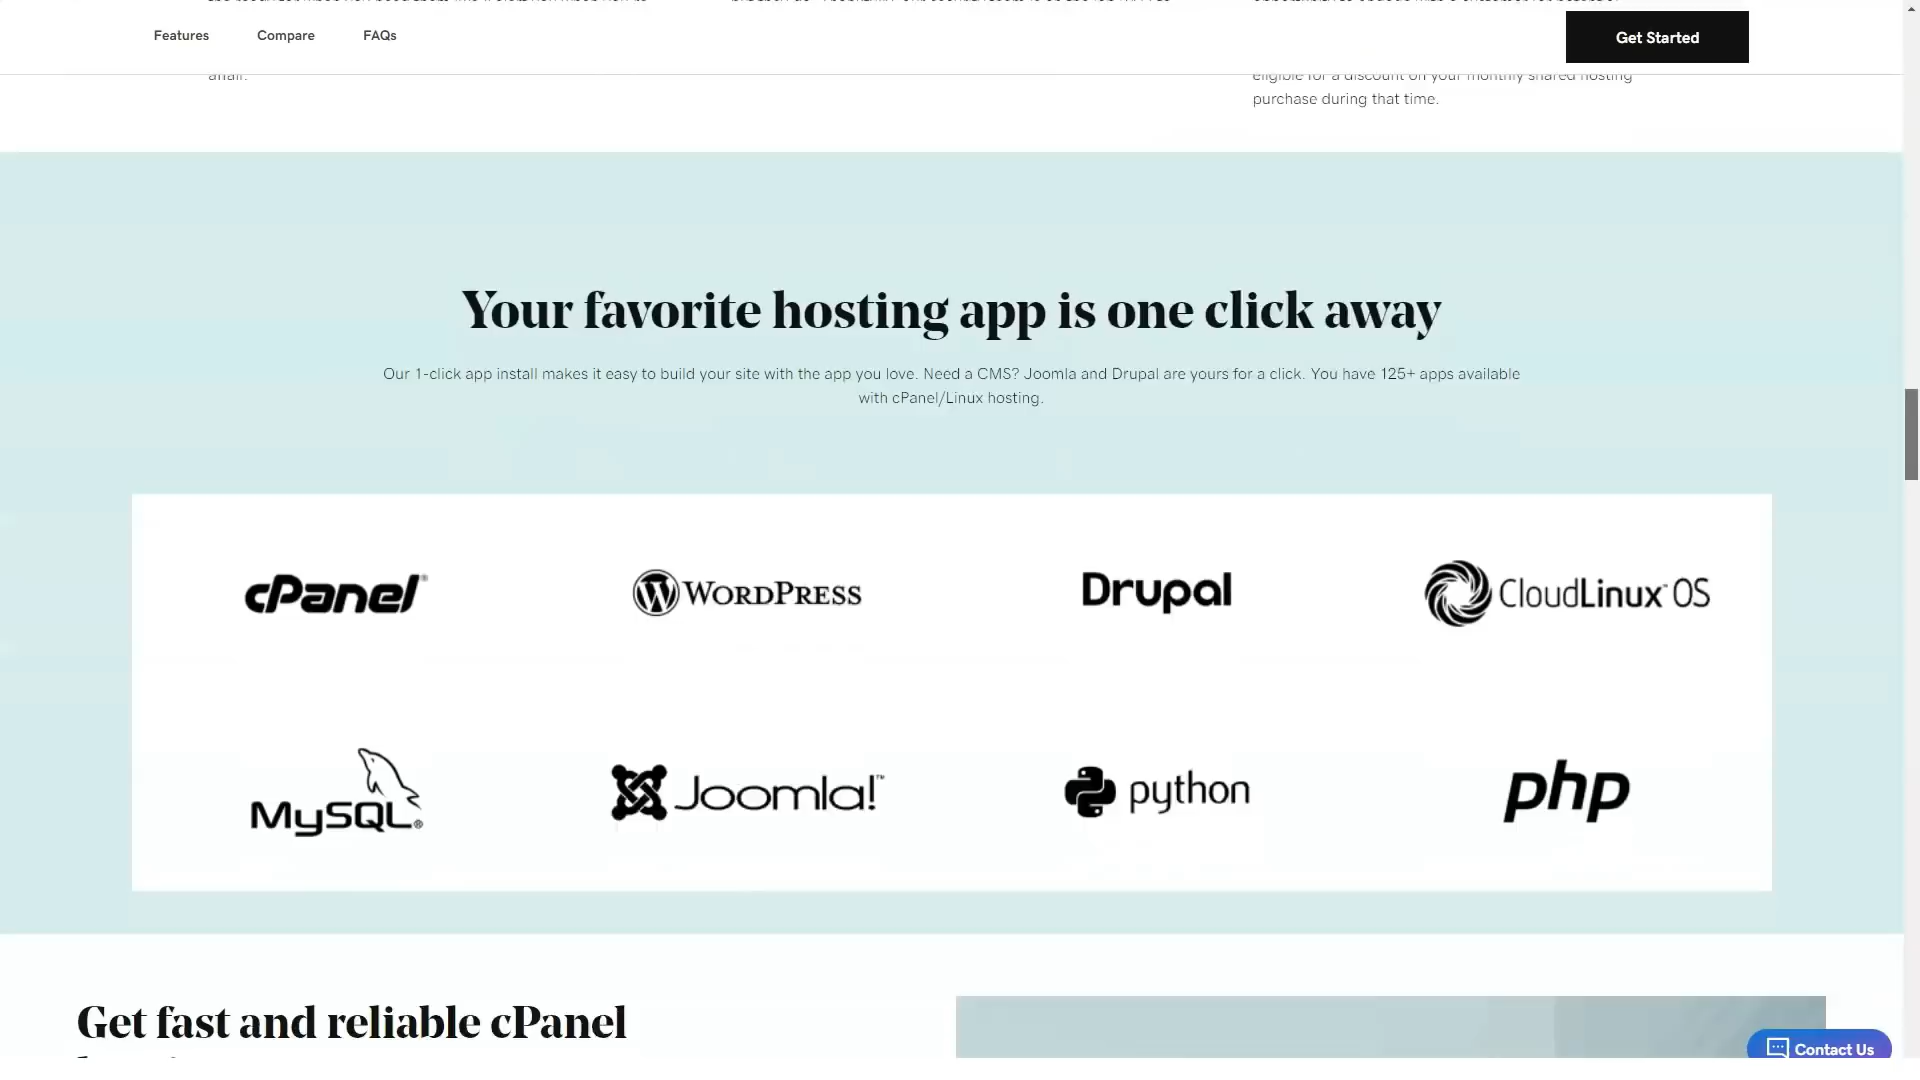 Features
Compare
FAQs
Get Started
eligible for a discount on your monthly shared hosting
purchase during that time.
Your favorite hosting app is one click away
Our 1-click app install makes it easy to build your site with the app you love. Need a CMS? Joomla and Drupal are yours for a click. You have 125+ apps available
with cPanel/Linux hosting.
cPanel®
WORDPRESS
Drupal
CloudLinux™ OS
MySQL®
Joomla!™
python
php
Get fast and reliable cPanel
Contact Us